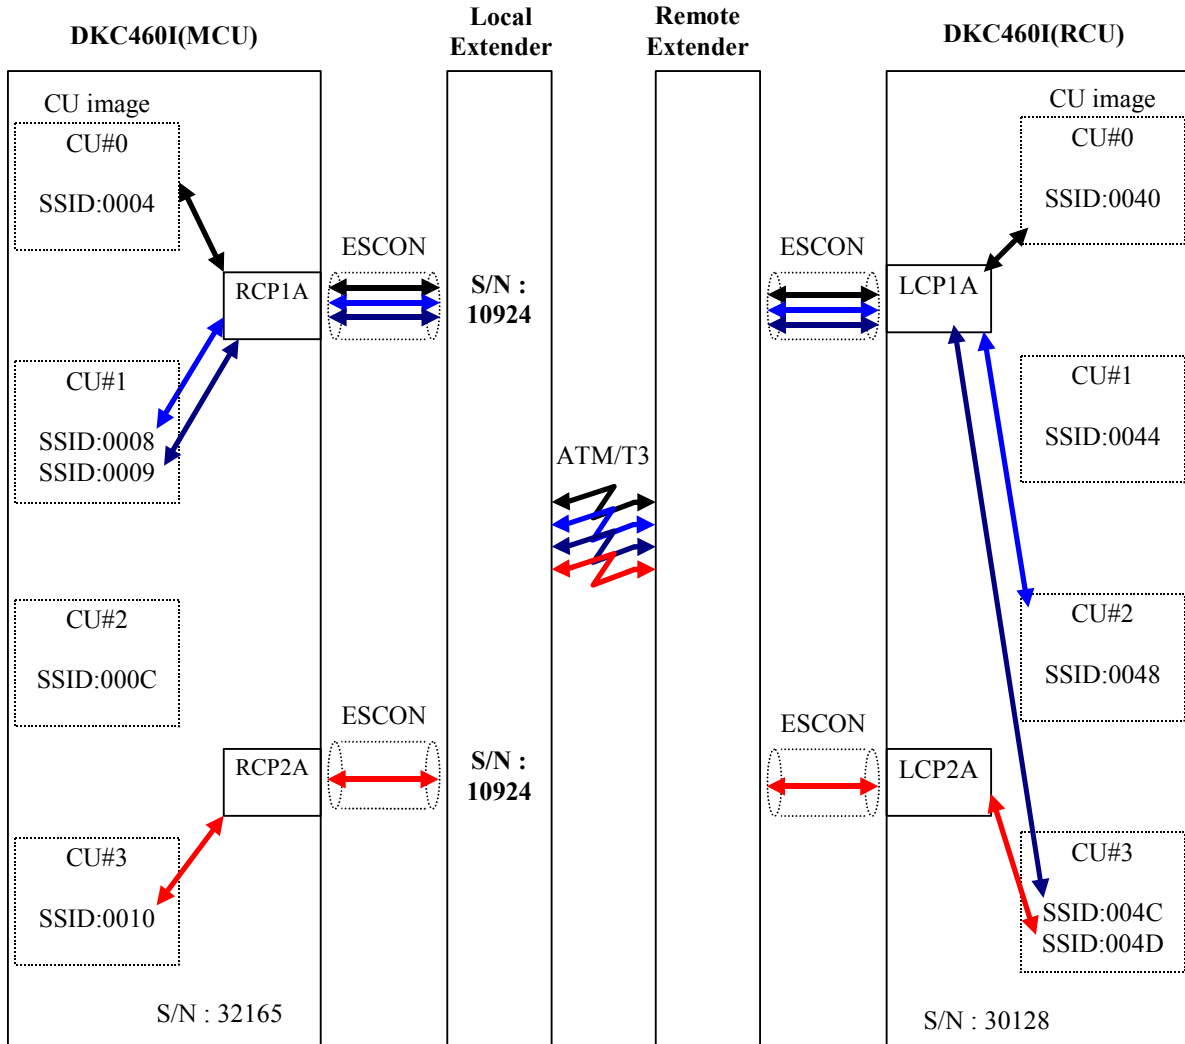 DKC460I(MCU)
Local
Extender
Remote
Extender
DKC460I(RCU)
CU image
CU#0
SSID:0004
RCP1A
CU#1
SSID:0008
SSID:0009
CU#2
SSID:000C
RCP2A
CU#3
SSID:0010
S/N : 32165
ESCON
ESCON
S/N :
10924
S/N :
10924
ATM/T3
ESCON
ESCON
CU image
CU#0
SSID:0040
LCP1A
CU#1
SSID:0044
CU#2
SSID:0048
LCP2A
CU#3
SSID:004C
SSID:004D
S/N : 30128